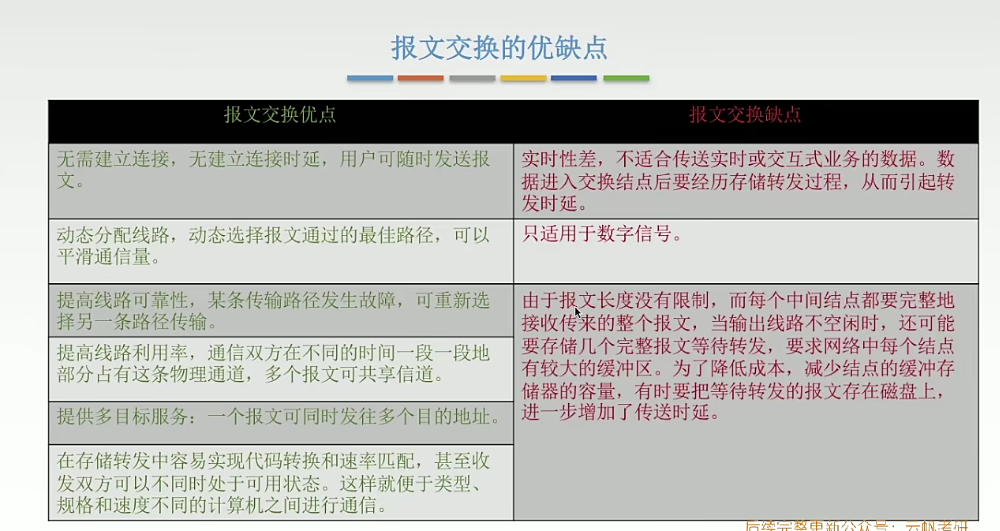 报文交换的优缺点
报文交换优点
报文交换缺点
无需建立连接，无建立连接时延，用户可随时发送报
文。
实时性差，不适合传送实时或交互式业务的数据。数
据进入交换结点后要经历存储转发过程，从而引起转
发时延。
动态分配线路，动态选择报文通过的最佳路径，可以
平滑通信量。
只适用于数字信号。
提高线路可靠性，某条传输路径发生故障，可重新选
择另一条路径传输。
提高线路利用率，通信双方在不同的时间一段一段地
部分占有这条物理通道，多个报文可共享信道。
提供多目标服务：一个报文可同时发往多个目的地址。
在存储转发中容易实现代码转换和速率匹配，甚至收
发双方可以不同时处于可用状态。这样就便于类型、
规格和速度不同的计算机之间进行通信。
由于报文长度没有限制，而每个中间结点都要完整地
接收传来的整个报文，当输出线路不空闲时，还可能
要存储几个完整报文等待转发，要求网络中每个结点
有较大的缓冲区。为了降低成本，减少结点的缓冲存
储器的容量，有时要把等待转发的报文存在磁盘上，
进一步增加了传送时延。
后续完整更新公众号：云帆考研